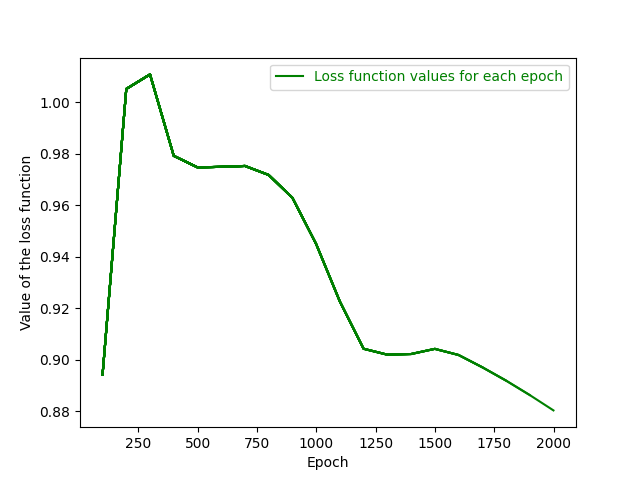 Loss function values for each epoch
Value of the loss function
1.00
0.98
0.96
0.94
0.92
0.90
0.88
250 500 750 1000 1250 1500 1750 2000
Epoch